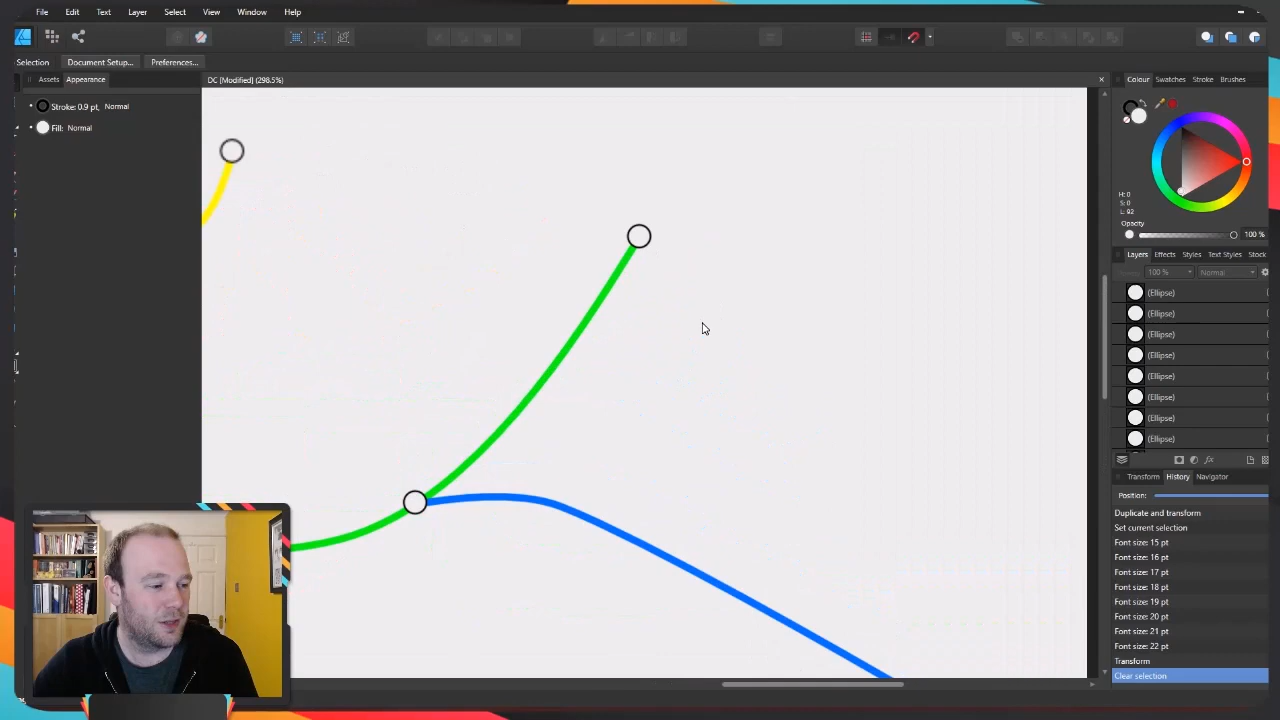 File Edit Text Layer Select View Window Help
Selection Document Setup... Preferences...
Assets Appearance
DC [Modified] (298.5%)
Stroke: 0.9 pt, Normal
Fill: Normal
Colour Swatches Stroke Brushes
H: 0
S: 0
L: 92
Opacity
100 %
Layers Effects Styles Text Styles Stock
100 % Normal
(Ellipse)
(Ellipse)
(Ellipse)
(Ellipse)
(Ellipse)
(Ellipse)
(Ellipse)
(Ellipse)
Transform History Navigator
Position:
Duplicate and transform
Set current selection
Font size: 15 pt
Font size: 16 pt
Font size: 17 pt
Font size: 18 pt
Font size: 19 pt
Font size: 20 pt
Font size: 21 pt
Font size: 22 pt
Transform
Clear selection